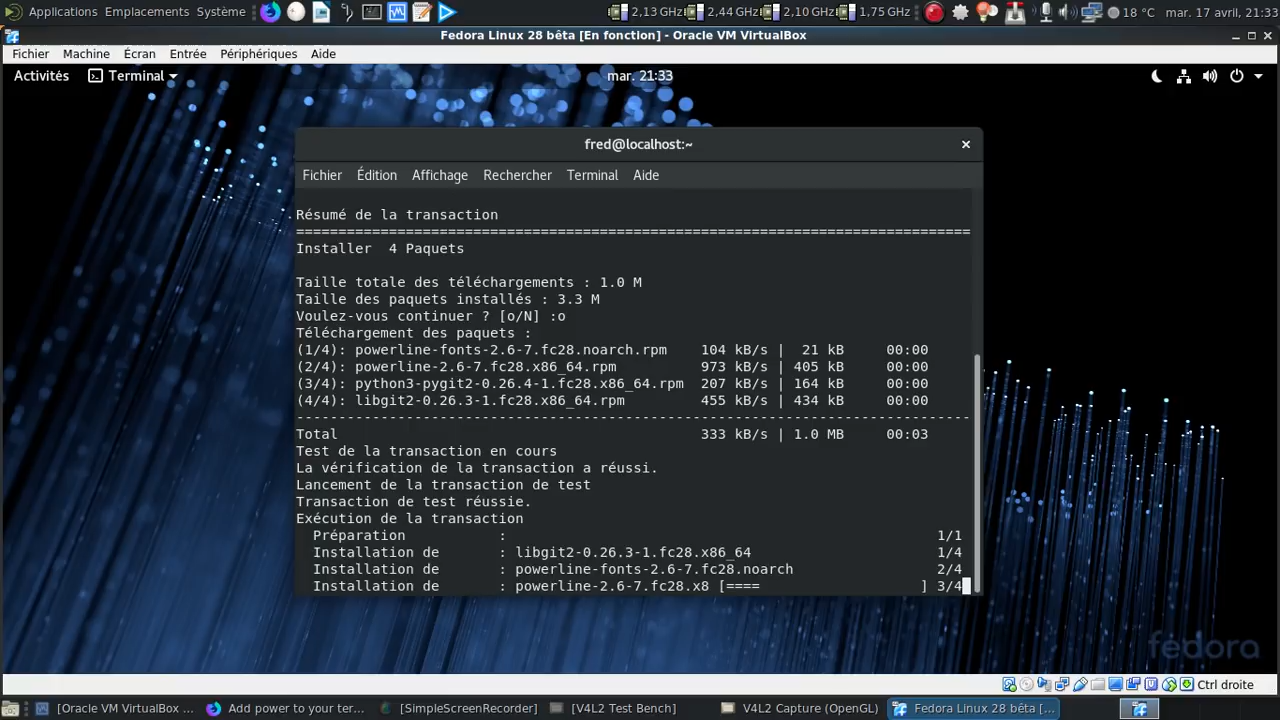 Applications Emplacements Système 2,13 GHz 2,44 GHz 2,10 GHz 1,75 GHz 18 °C mar. 17 avril, 21:33
Fedora Linux 28 bêta [En fonction] - Oracle VM VirtualBox
Fichier Machine Écran Entrée Périphériques Aide
Activités Terminal mar. 21:33
fred@localhost:~
Fichier Édition Affichage Rechercher Terminal Aide
Résumé de la transaction
================================================================================
Installer  4 Paquets
Taille totale des téléchargements : 1.0 M
Taille des paquets installés : 3.3 M
Voulez-vous continuer ? [o/N] :o
Téléchargement des paquets :
(1/4): powerline-fonts-2.6-7.fc28.noarch.rpm    104 kB/s |  21 kB     00:00
(2/4): powerline-2.6-7.fc28.x86_64.rpm          973 kB/s | 405 kB     00:00
(3/4): python3-pygit2-0.26.4-1.fc28.x86_64.rpm  207 kB/s | 164 kB     00:00
(4/4): libgit2-0.26.3-1.fc28.x86_64.rpm         455 kB/s | 434 kB     00:00
--------------------------------------------------------------------------------
Total                                           333 kB/s | 1.0 MB     00:03
Test de la transaction en cours
La vérification de la transaction a réussi.
Lancement de la transaction de test
Transaction de test réussie.
Exécution de la transaction
  Préparation           :                                                   1/1
  Installation de       : libgit2-0.26.3-1.fc28.x86_64                      1/4
  Installation de       : powerline-fonts-2.6-7.fc28.noarch                 2/4
  Installation de       : powerline-2.6-7.fc28.x8 [====                   ] 3/4
fedora
Ctrl droite
[Oracle VM VirtualBox ... Add power to your ter... [SimpleScreenRecorder] [V4L2 Test Bench] V4L2 Capture (OpenGL) Fedora Linux 28 bêta [...